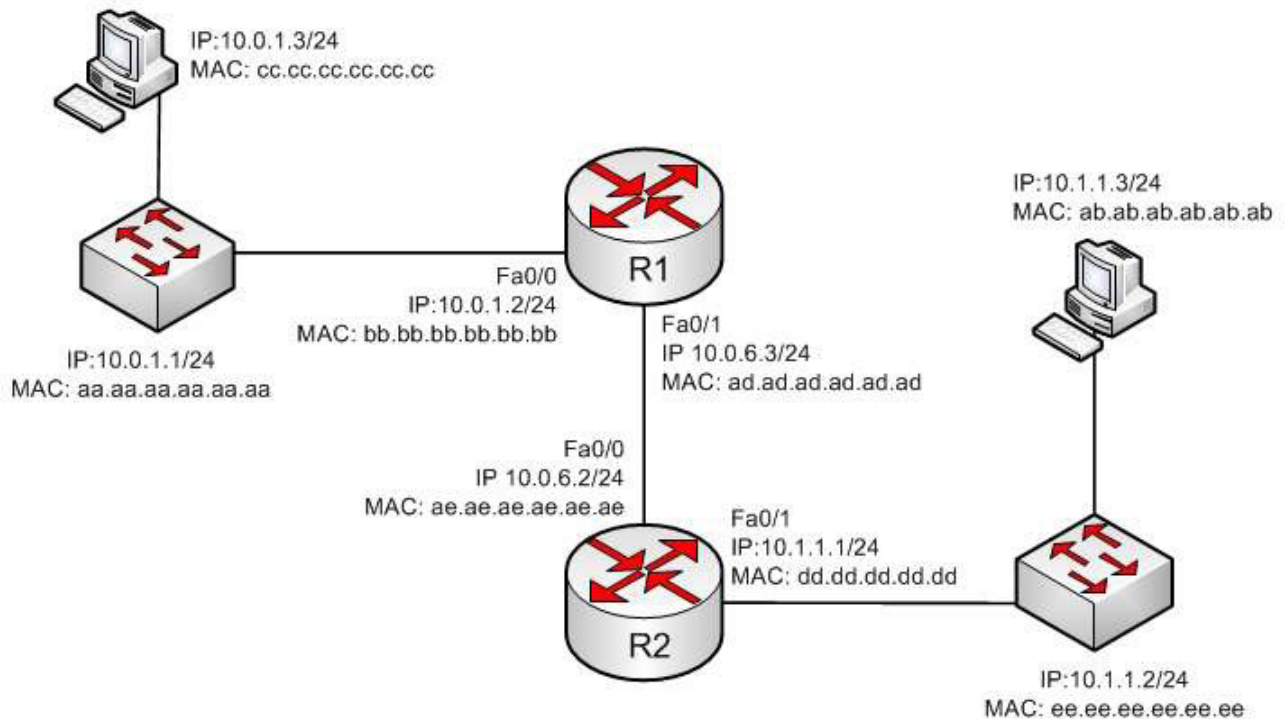 IP:10.0.1.3/24
MAC: cc.cc.cc.cc.cc.cc
R1
Fa0/0
IP:10.0.1.2/24
MAC: bb.bb.bb.bb.bb.bb
IP:10.0.1.1/24
MAC: aa.aa.aa.aa.aa.aa
Fa0/1
IP 10.0.6.3/24
MAC: ad.ad.ad.ad.ad.ad
IP:10.1.1.3/24
MAC: ab.ab.ab.ab.ab.ab
Fa0/0
IP 10.0.6.2/24
MAC: ae.ae.ae.ae.ae.ae
R2
Fa0/1
IP:10.1.1.1/24
MAC: dd.dd.dd.dd.dd
IP:10.1.1.2/24
MAC: ee.ee.ee.ee.ee.ee